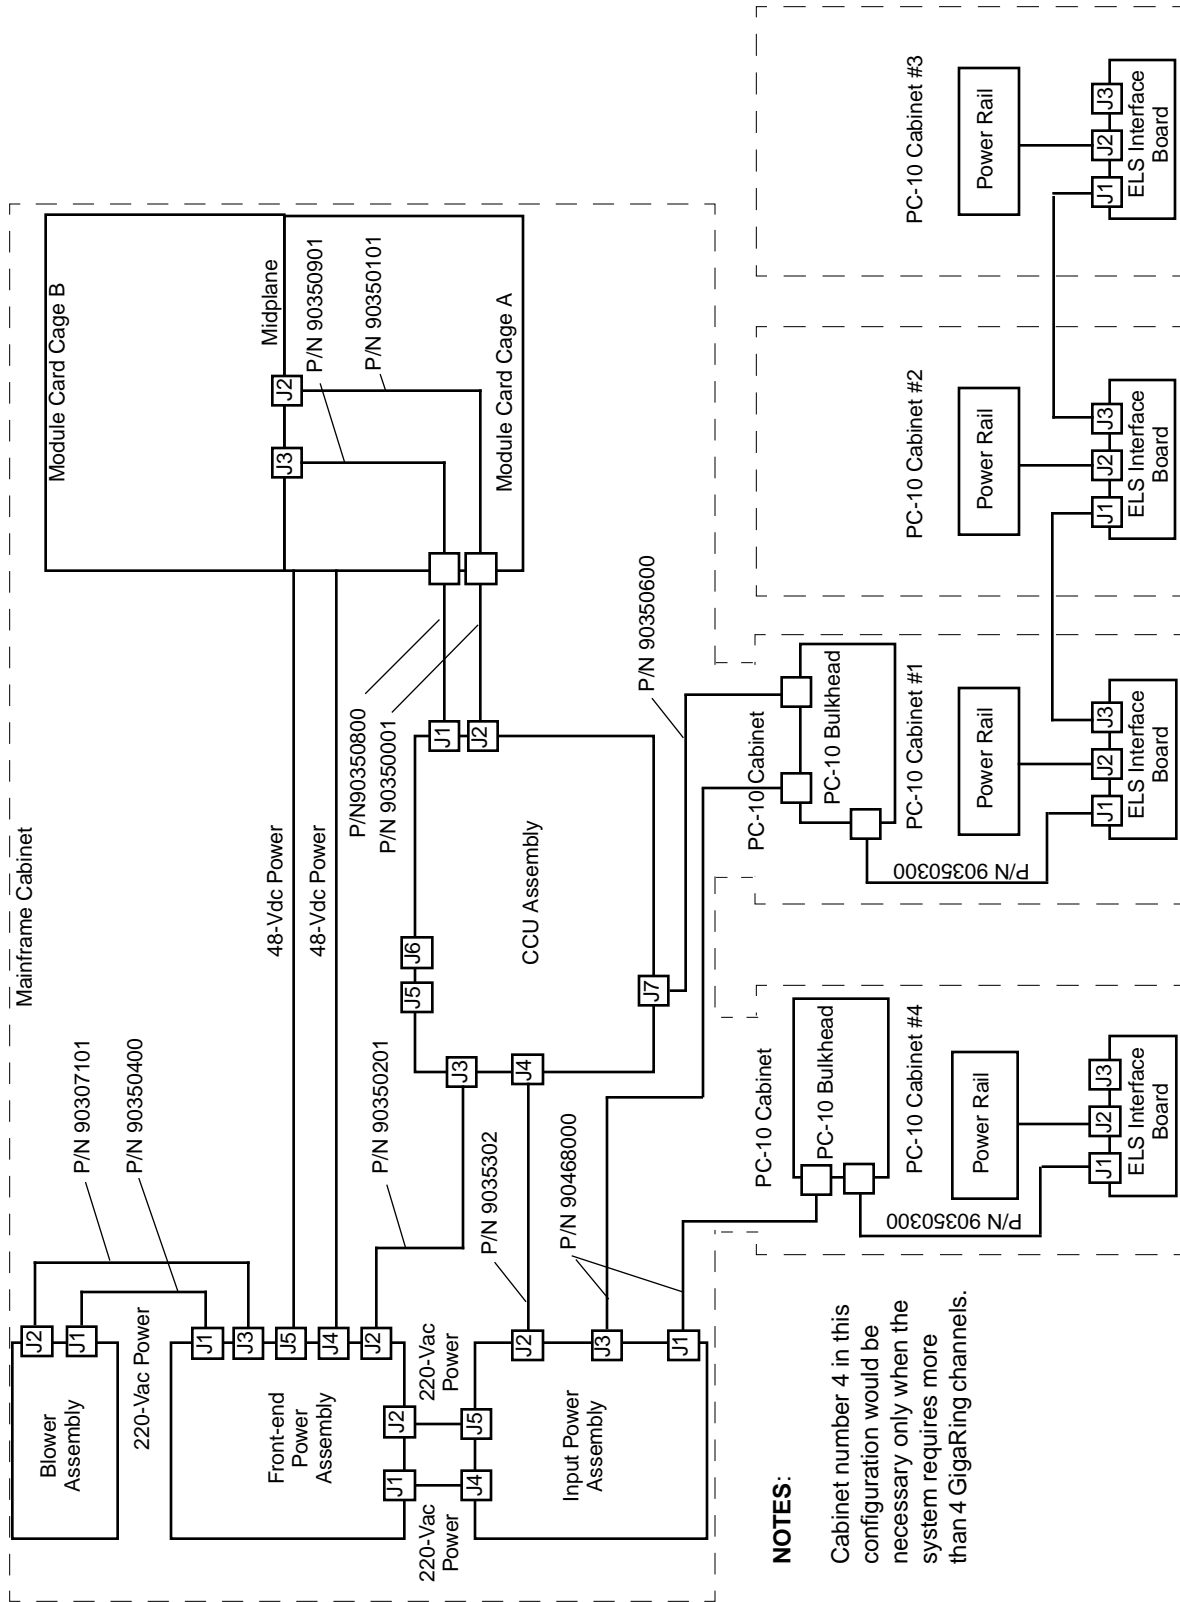 Mainframe Cabinet
Blower
Assembly
J2
J1
P/N 90307101
P/N 90350400
220-Vac Power
Front-end
Power
Assembly
J1
J3
J5
J4
J2
J1
J2
48-Vdc Power
48-Vdc Power
P/N 90350201
220-Vac
Power
220-Vac
Power
Input Power
Assembly
J4
J5
J2
J3
J1
P/N 9035302
P/N 90468000
CCU Assembly
J3
J4
J5
J6
J1
J2
J7
P/N90350800
P/N 90350001
P/N 90350600
Module Card Cage B
Midplane
J3
J2
P/N 90350901
P/N 90350101
Module Card Cage A
PC-10 Cabinet
PC-10 Bulkhead
PC-10 Cabinet #4
Power Rail
P/N 90350300
J1
J2
J3
ELS Interface
Board
PC-10 Cabinet
PC-10 Bulkhead
PC-10 Cabinet #1
Power Rail
P/N 90350300
J1
J2
J3
ELS Interface
Board
PC-10 Cabinet #2
Power Rail
J1
J2
J3
ELS Interface
Board
PC-10 Cabinet #3
Power Rail
J1
J2
J3
ELS Interface
Board
NOTES:
Cabinet number 4 in this
configuration would be
necessary only when the
system requires more
than 4 GigaRing channels.